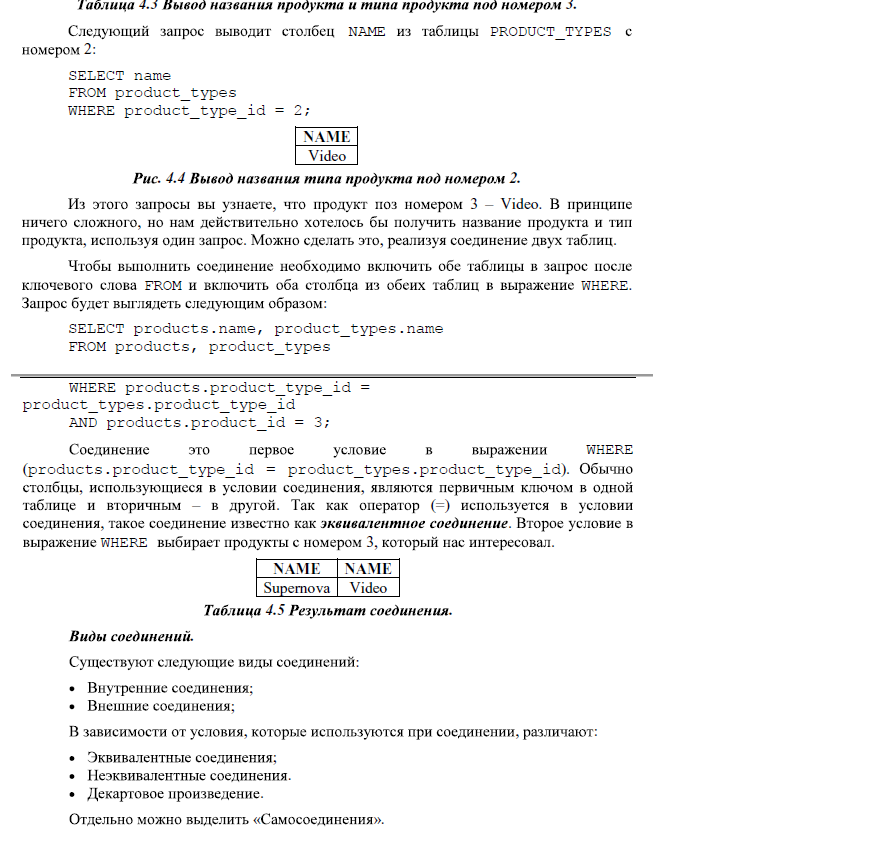 Таблица 4.3 Вывод названия продукта и типа продукта под номером 3.
Следующий запрос выводит столбец NAME из таблицы PRODUCT_TYPES с
номером 2:
SELECT name
FROM product_types
WHERE product_type_id = 2;
NAME
Video
Рис. 4.4 Вывод названия типа продукта под номером 2.
Из этого запросы вы узнаете, что продукт поз номером 3 – Video. В принципе
ничего сложного, но нам действительно хотелось бы получить название продукта и тип
продукта, используя один запрос. Можно сделать это, реализуя соединение двух таблиц.
Чтобы выполнить соединение необходимо включить обе таблицы в запрос после
ключевого слова FROM и включить оба столбца из обеих таблиц в выражение WHERE.
Запрос будет выглядеть следующим образом:
SELECT products.name, product_types.name
FROM products, product_types
WHERE products.product_type_id =
product_types.product_type_id
AND products.product_id = 3;
Соединение это первое условие в выражении WHERE
(products.product_type_id = product_types.product_type_id). Обычно
столбцы, использующиеся в условии соединения, являются первичным ключом в одной
таблице и вторичным – в другой. Так как оператор (=) используется в условии
соединения, такое соединение известно как эквивалентное соединение. Второе условие в
выражение WHERE выбирает продукты с номером 3, который нас интересовал.
NAME NAME
Supernova Video
Таблица 4.5 Результат соединения.
Виды соединений.
Существуют следующие виды соединений:
• Внутренние соединения;
• Внешние соединения;
В зависимости от условия, которые используются при соединении, различают:
• Эквивалентные соединения;
• Неэквивалентные соединения.
• Декартовое произведение.
Отдельно можно выделить «Самосоединения».